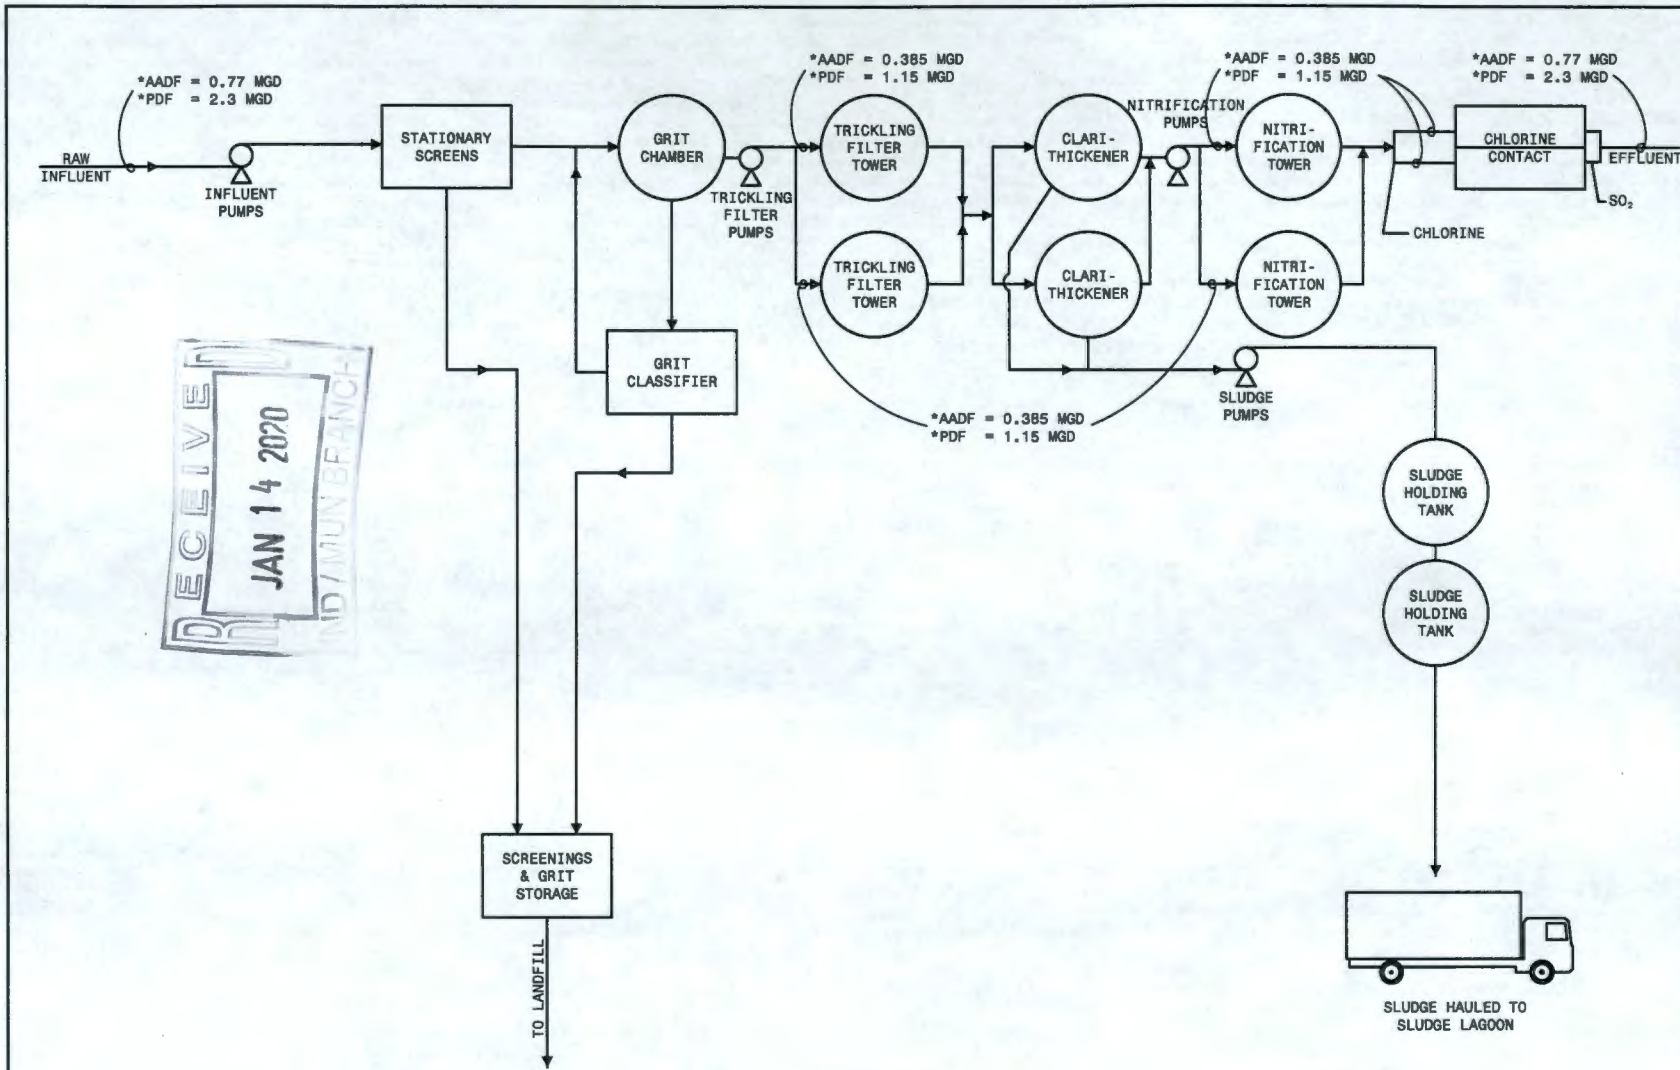 *AADF = 0.77 MGD
*PDF = 2.3 MGD
RAW
INFLUENT
INFLUENT
PUMPS
STATIONARY
SCREENS
GRIT
CHAMBER
TRICKLING
FILTER
PUMPS
*AADF = 0.385 MGD
*PDF = 1.15 MGD
TRICKLING
FILTER
TOWER
TRICKLING
FILTER
TOWER
CLARI-
THICKENER
CLARI-
THICKENER
NITRIFICATION
PUMPS
*AADF = 0.385 MGD
*PDF = 1.15 MGD
NITRI-
FICATION
TOWER
NITRI-
FICATION
TOWER
*AADF = 0.77 MGD
*PDF = 2.3 MGD
CHLORINE
CONTACT
EFFLUENT
SO₂
CHLORINE
GRIT
CLASSIFIER
*AADF = 0.385 MGD
*PDF = 1.15 MGD
SLUDGE
PUMPS
RECEIVED
JAN 14 2020
IND/MUN BRANCH
SLUDGE
HOLDING
TANK
SLUDGE
HOLDING
TANK
SCREENINGS
& GRIT
STORAGE
TO LANDFILL
SLUDGE HAULED TO
SLUDGE LAGOON